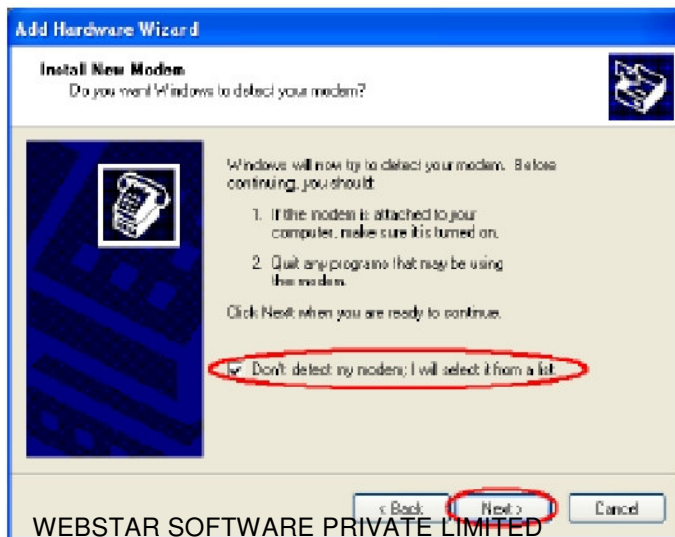 Add Hardware Wizard
Install New Modem
Do you want Windows to detect your modem?
Windows will now try to detect your modem. Before
continuing, you should:
1. If the modem is attached to your
computer, make sure it is turned on.
2. Quit any programs that may be using
the modem.
Click Next when you are ready to continue.
Don't detect my modem; I will select it from a list.
< Back
Next >
Cancel
WEBSTAR SOFTWARE PRIVATE LIMITED